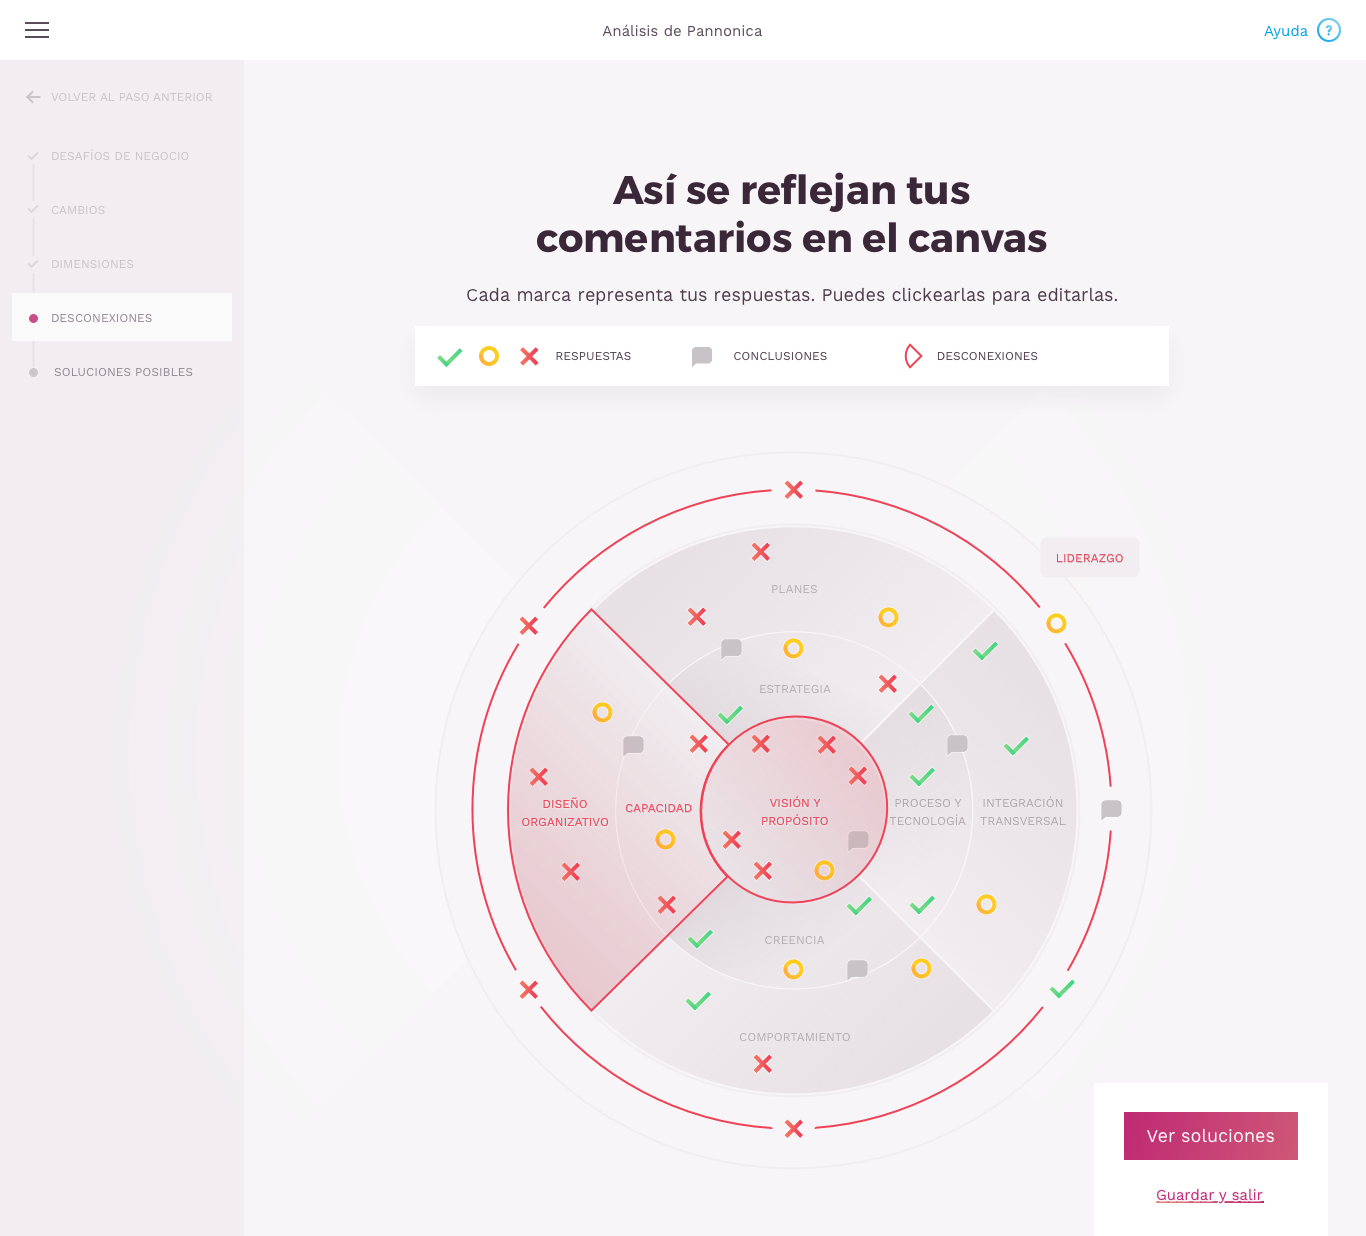 Análisis de Pannonica
Ayuda ?
VOLVER AL PASO ANTERIOR
DESAFÍOS DE NEGOCIO
CAMBIOS
DIMENSIONES
DESCONEXIONES
SOLUCIONES POSIBLES
Así se reflejan tus
comentarios en el canvas
Cada marca representa tus respuestas. Puedes clickearlas para editarlas.
RESPUESTAS
CONCLUSIONES
DESCONEXIONES
LIDERAZGO
PLANES
ESTRATEGIA
DISEÑO
ORGANIZATIVO
CAPACIDAD
VISIÓN Y
PROPÓSITO
PROCESO Y
TECNOLOGÍA
INTEGRACIÓN
TRANSVERSAL
CREENCIA
COMPORTAMIENTO
Ver soluciones
Guardar y salir